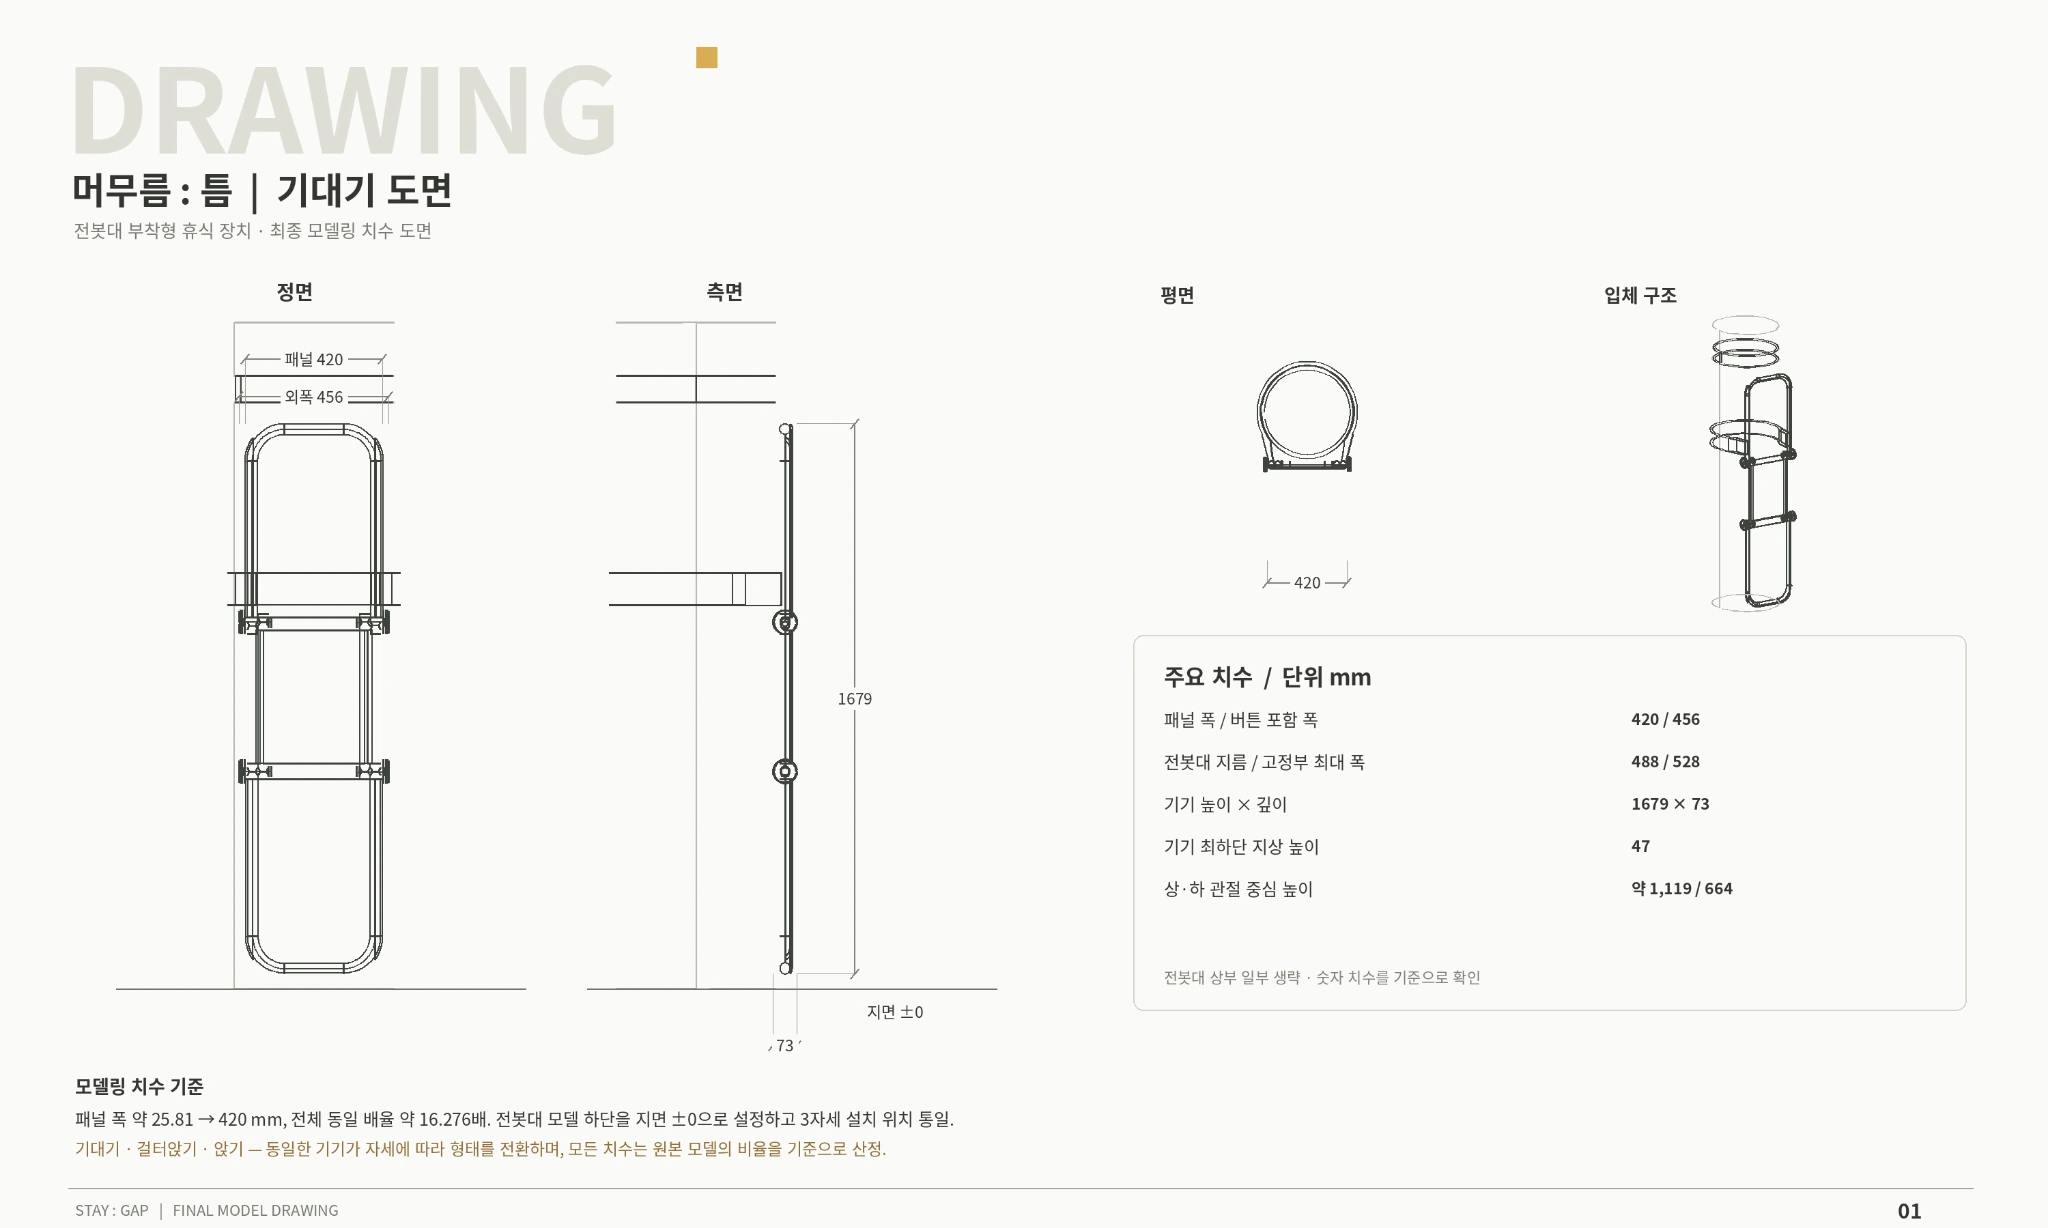 DRAWING
머무름 : 틈 | 기대기 도면
전봇대 부착형 휴식 장치 · 최종 모델링 치수 도면
정면
측면
평면
입체 구조
패널 420
외폭 456
1679
420
지면 ±0
73
주요 치수 / 단위 mm
패널 폭 / 버튼 포함 폭 420 / 456
전봇대 지름 / 고정부 최대 폭 488 / 528
기기 높이 × 깊이 1679 × 73
기기 최하단 지상 높이 47
상·하 관절 중심 높이 약 1,119 / 664
전봇대 상부 일부 생략 · 숫자 치수를 기준으로 확인
모델링 치수 기준
패널 폭 약 25.81 → 420 mm, 전체 동일 배율 약 16.276배. 전봇대 모델 하단을 지면 ±0으로 설정하고 3자세 설치 위치 통일.
기대기 · 걸터앉기 · 앉기 — 동일한 기기가 자세에 따라 형태를 전환하며, 모든 치수는 원본 모델의 비율을 기준으로 산정.
STAY : GAP | FINAL MODEL DRAWING
01